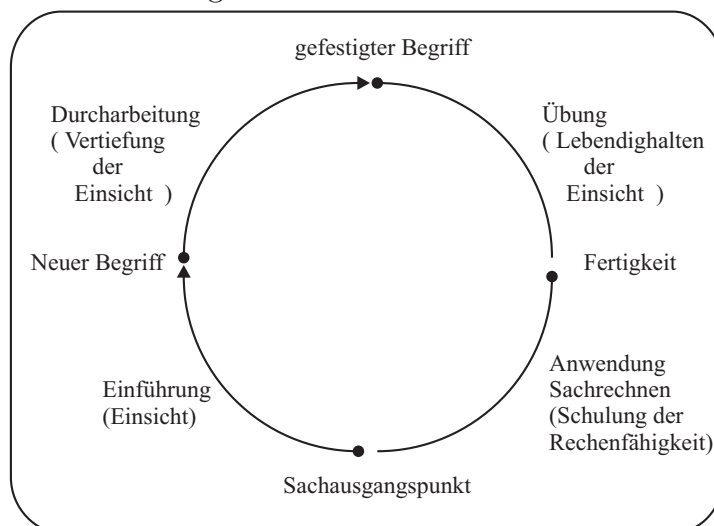 gefestigter Begriff
Durcharbeitung
( Vertiefung
der
Einsicht )
Übung
( Lebendighalten
der
Einsicht )
Neuer Begriff
Fertigkeit
Einführung
(Einsicht)
Anwendung
Sachrechnen
(Schulung der
Rechenfähigkeit)
Sachausgangspunkt